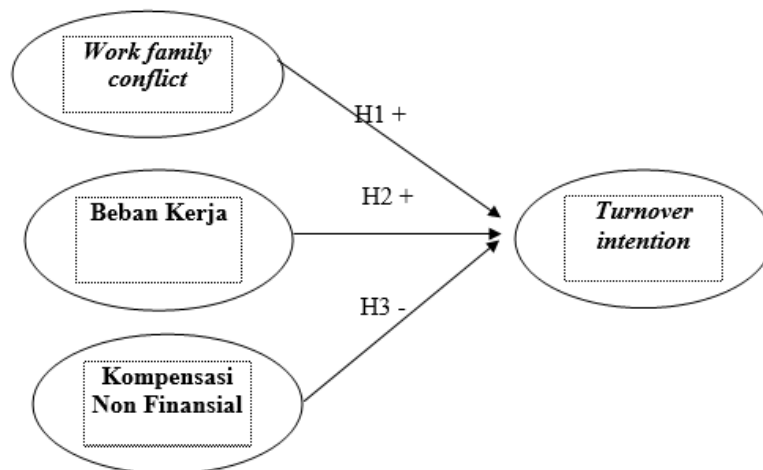 Work family
conflict
H1 +
Beban Kerja
H2 +
Turnover
intention
H3 -
Kompensasi
Non Finansial